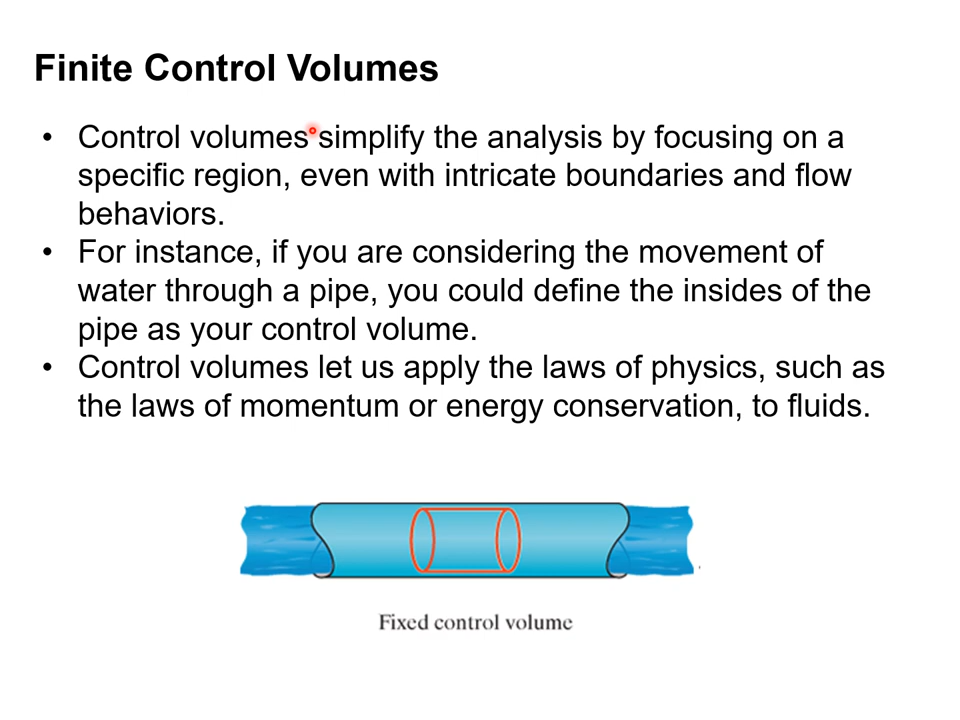 Finite Control Volumes
• Control volumes simplify the analysis by focusing on a
specific region, even with intricate boundaries and flow
behaviors.
• For instance, if you are considering the movement of
water through a pipe, you could define the insides of the
pipe as your control volume.
• Control volumes let us apply the laws of physics, such as
the laws of momentum or energy conservation, to fluids.
Fixed control volume